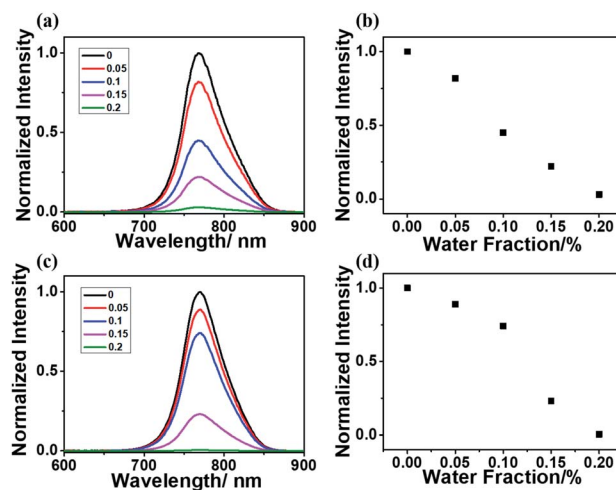 (a)
Normalized Intensity
1.0
0.5
0.0
0
0.05
0.1
0.15
0.2
600 700 800 900
Wavelength/ nm
(b)
Normalized Intensity
1.0
0.5
0.0
0.00 0.05 0.10 0.15 0.20
Water Fraction/%
(c)
Normalized Intensity
1.0
0.5
0.0
0
0.05
0.1
0.15
0.2
600 700 800 900
Wavelength/ nm
(d)
Normalized Intensity
1.0
0.5
0.0
0.00 0.05 0.10 0.15 0.20
Water Fraction/%